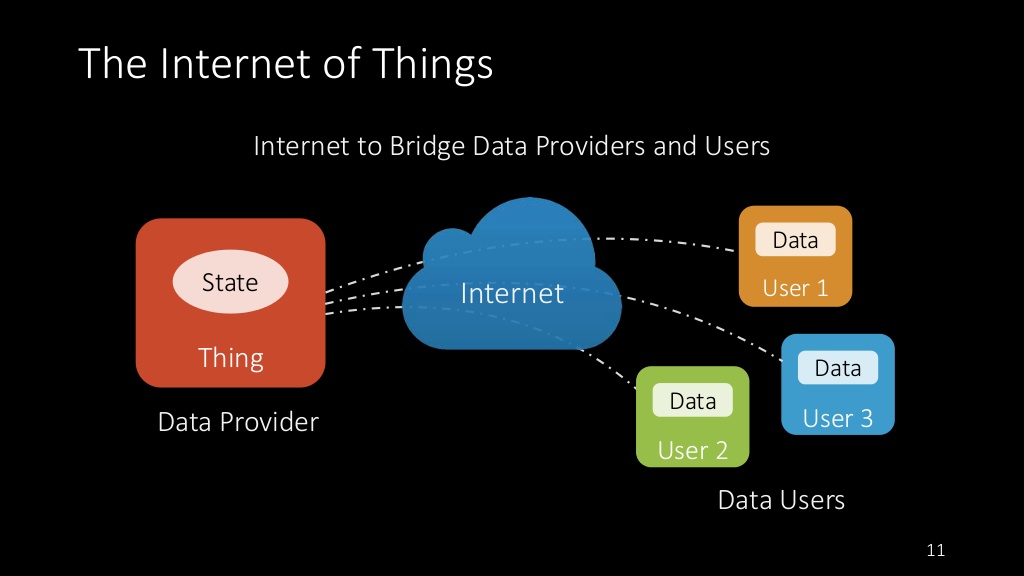 The Internet of Things
Internet to Bridge Data Providers and Users
State
Thing
Data Provider
Internet
Data
User 1
Data
User 3
Data
User 2
Data Users
11